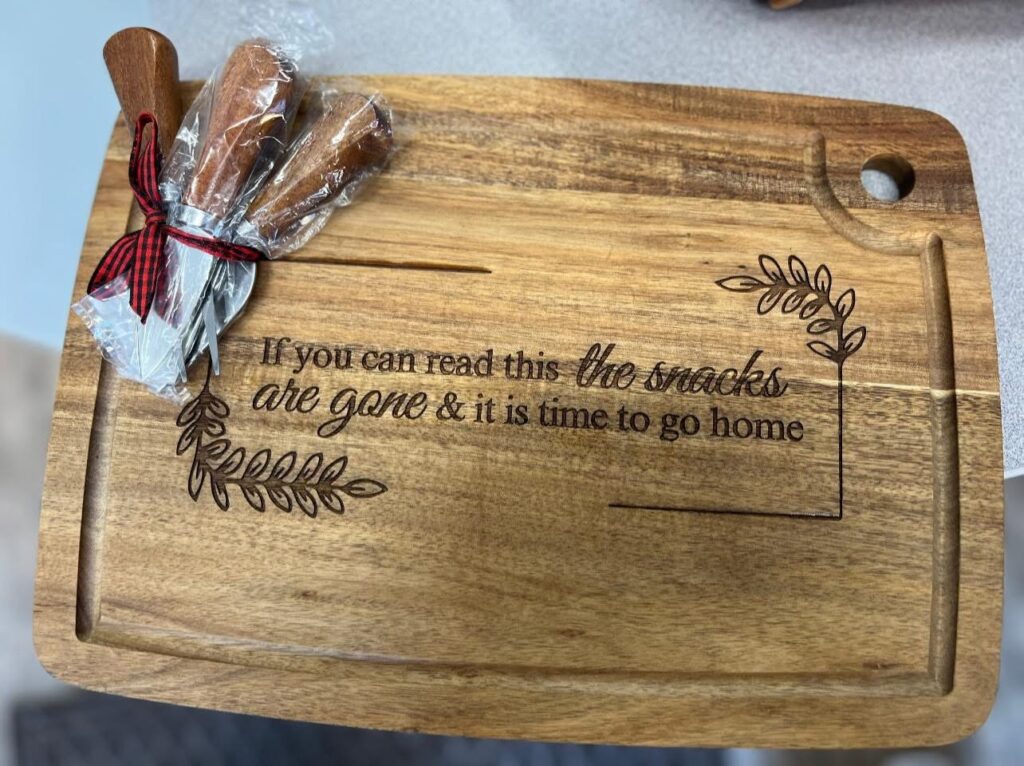 If you can read this the snacks
are gone & it is time to go home